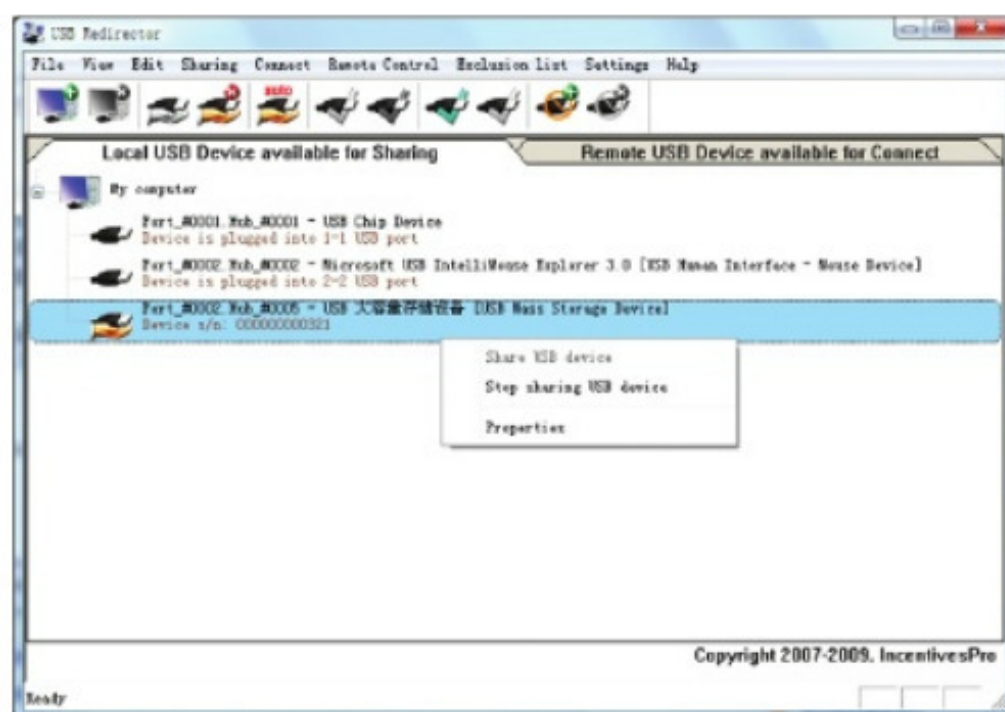 USB Redirector
File View Edit Sharing Connect Remote Control Exclusion List Settings Help
auto
Local USB Device available for Sharing
Remote USB Device available for Connect
My computer
Port_#0001.Hub_#0001 - USB Chip Device
Device is plugged into 1-1 USB port
Port_#0002.Hub_#0002 - Microsoft USB IntelliMouse Explorer 3.0 [USB Human Interface - Mouse Device]
Device is plugged into 2-2 USB port
Port_#0002.Hub_#0005 - USB 大容量存储设备 [USB Mass Storage Device]
Device s/n: 000000000321
Share USB device
Stop sharing USB device
Properties
Copyright 2007-2009, IncentivesPro
Ready